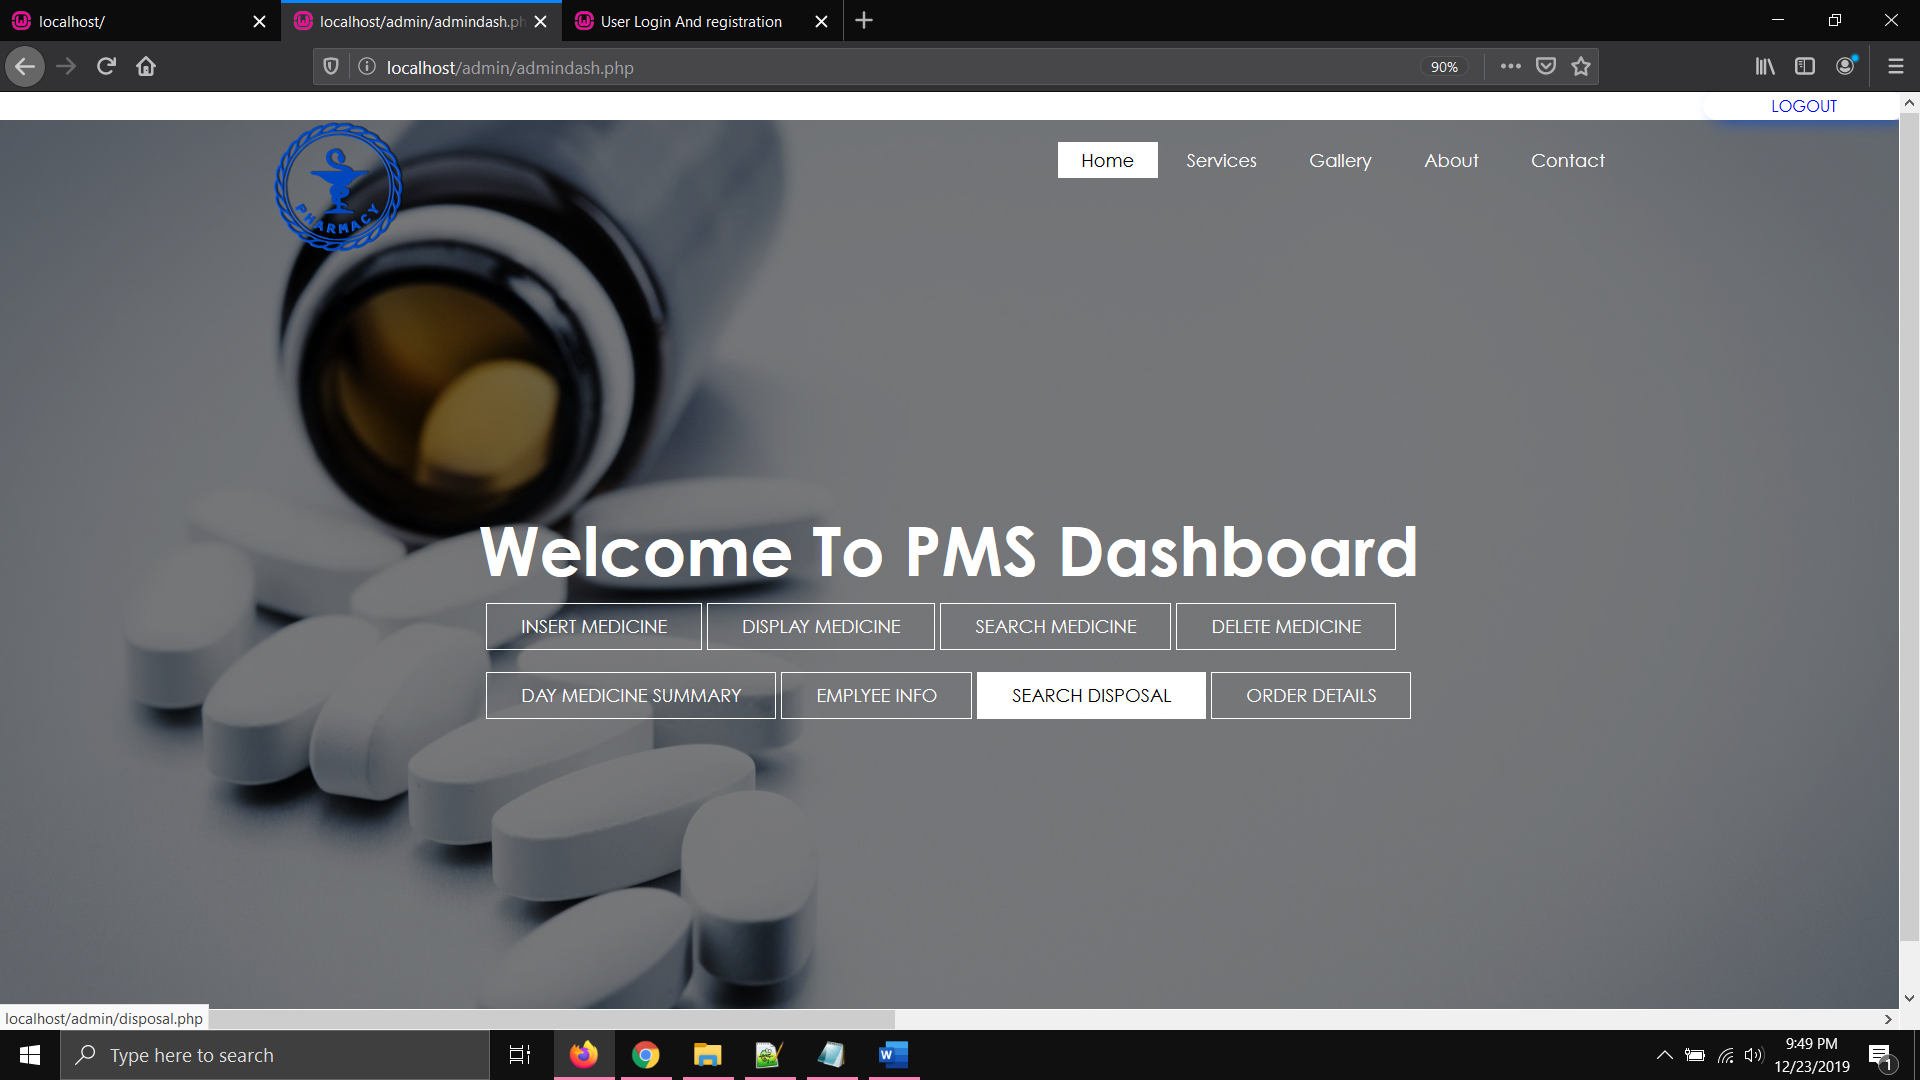 localhost/
localhost/admin/admindash.ph
User Login And registration
localhost/admin/admindash.php
90%
LOGOUT
PHARMACY
Home Services Gallery About Contact
Welcome To PMS Dashboard
INSERT MEDICINE DISPLAY MEDICINE SEARCH MEDICINE DELETE MEDICINE
DAY MEDICINE SUMMARY EMPLYEE INFO SEARCH DISPOSAL ORDER DETAILS
localhost/admin/disposal.php
Type here to search
W
9:49 PM
12/23/2019
1